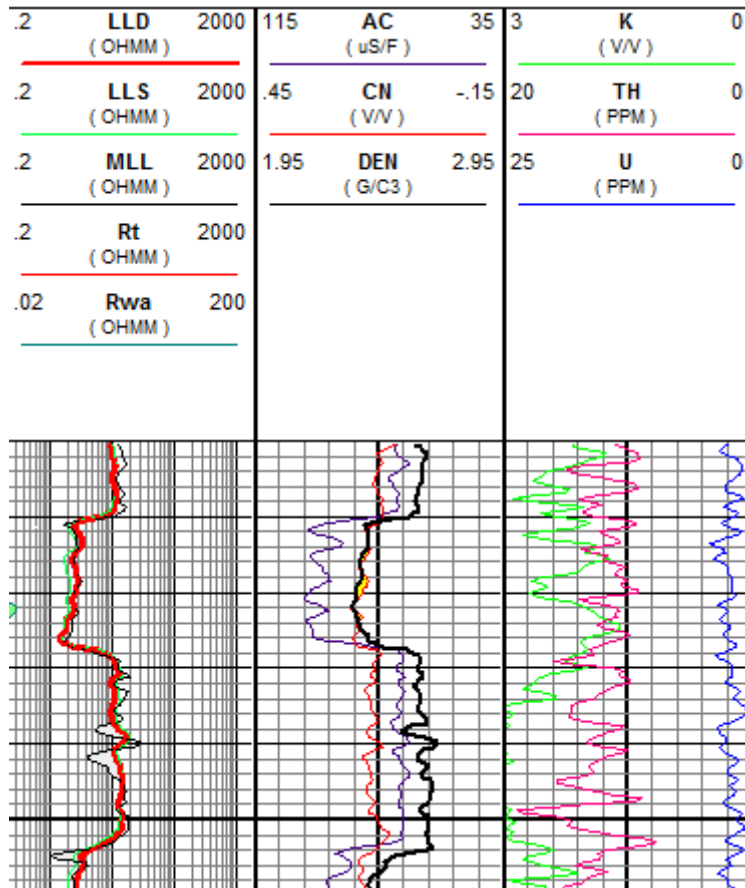 .2 LLD 2000 115 AC 35 3 K 0
( OHMM ) ( uS/F ) ( V/V )
.2 LLS 2000 .45 CN -.15 20 TH 0
( OHMM ) ( V/V ) ( PPM )
.2 MLL 2000 1.95 DEN 2.95 25 U 0
( OHMM ) ( G/C3 ) ( PPM )
.2 Rt 2000
( OHMM )
.02 Rwa 200
( OHMM )